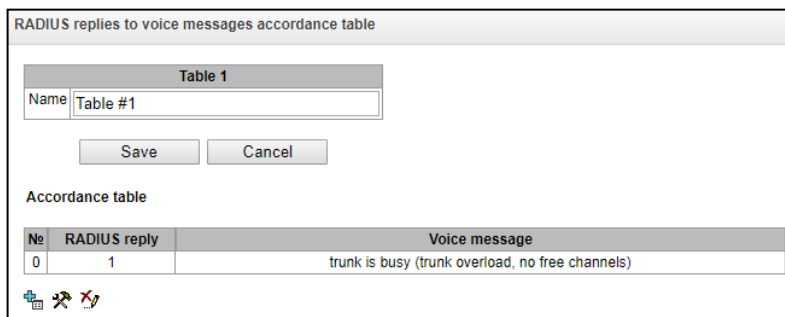 RADIUS replies to voice messages accordance table
Table 1
Name Table #1
Save Cancel
Accordance table
№ RADIUS reply Voice message
0 1 trunk is busy (trunk overload, no free channels)